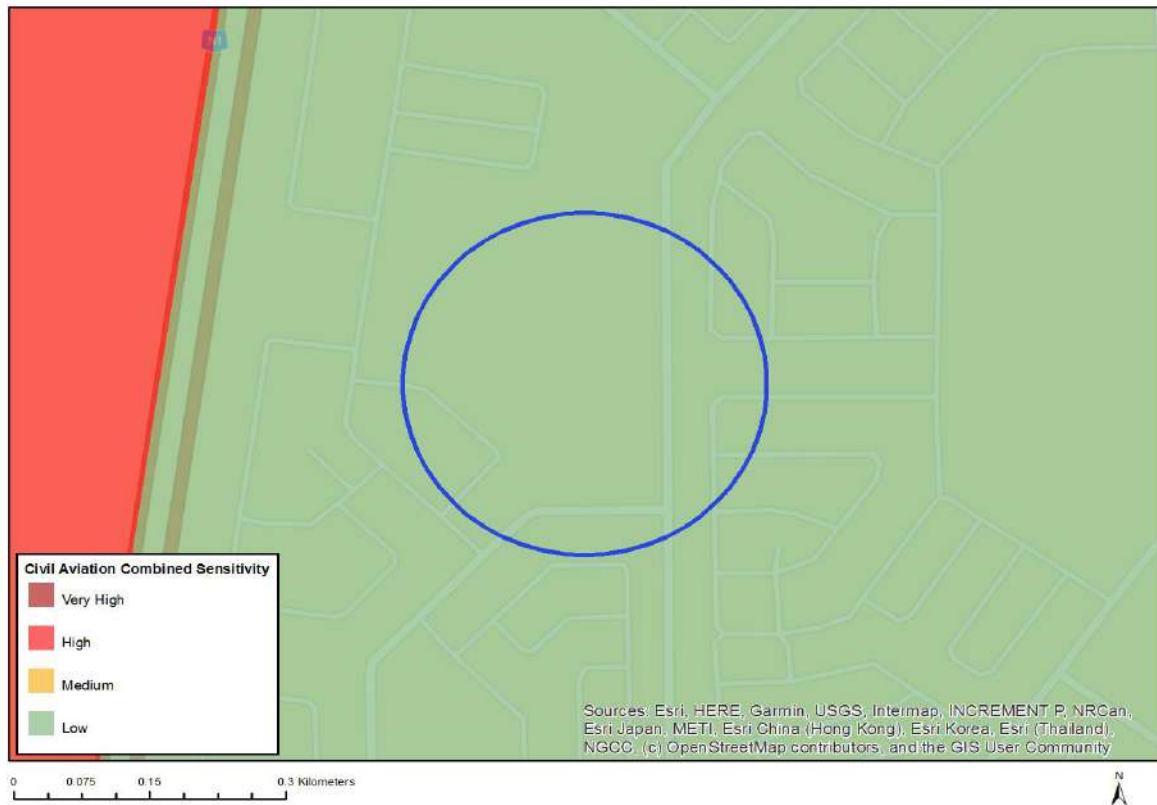 Civil Aviation Combined Sensitivity
Very High
High
Medium
Low
Sources: Esri, HERE, Garmin, USGS, Intermap, INCREMENT P, NRCan,
Esri Japan, METI, Esri China (Hong Kong), Esri Korea, Esri (Thailand),
NGCC, (c) OpenStreetMap contributors, and the GIS User Community
0 0.075 0.15 0.3 Kilometers
N